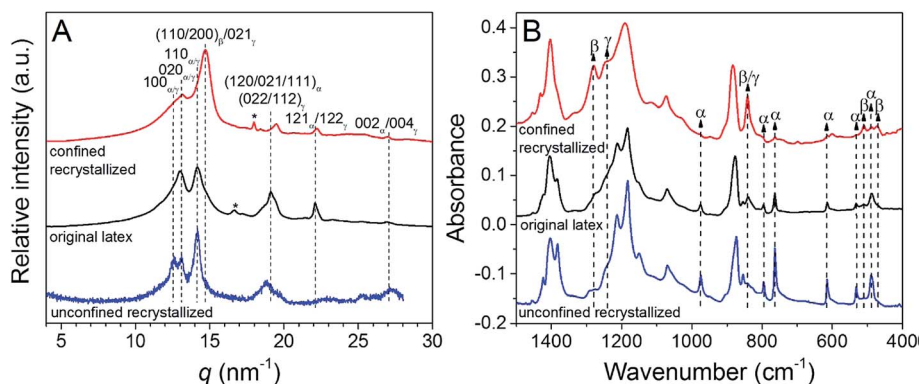 A
Relative intensity (a.u.)
(110/200)β/021γ
110α/γ
020α/γ
100α/γ
(120/021/111)α
(022/112)γ
121α/122γ
002α/004γ
*
confined
recrystallized
*
original latex
unconfined recrystallized
5 10 15 20 25 30
q (nm⁻¹)
B
Absorbance
0.4
0.3
0.2
0.1
0.0
-0.1
-0.2
β γ α β/γ α α α β α β
confined
recrystallized
original latex
unconfined recrystallized
1400 1200 1000 800 600 400
Wavenumber (cm⁻¹)